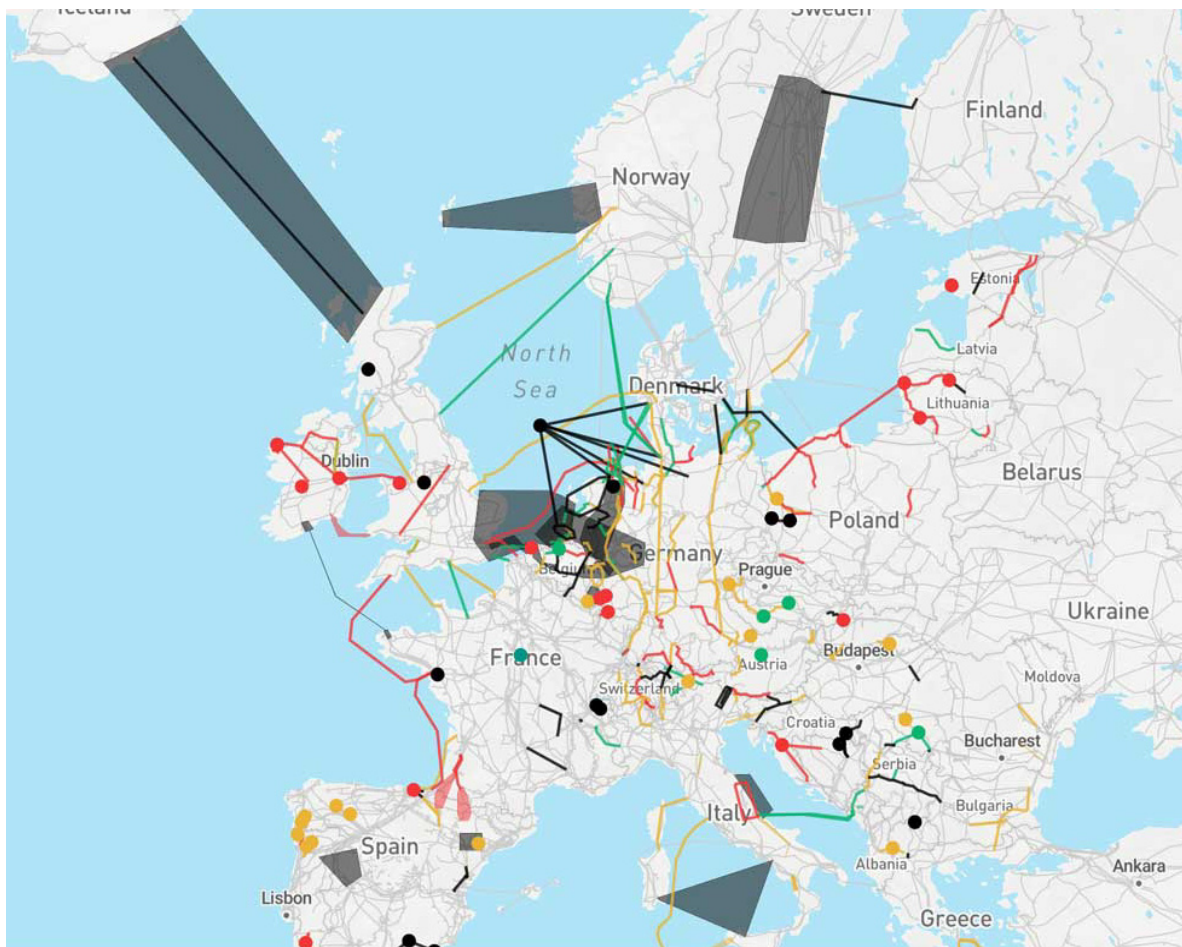 Iceland
Sweden
Finland
Norway
Estonia
North
Sea
Latvia
Denmark
Lithuania
Dublin
Belarus
Poland
Germany
Prague
Ukraine
Budapest
France
Austria
Moldova
Switzerland
Croatia
Bucharest
Serbia
Bulgaria
Italy
Spain
Albania
Ankara
Lisbon
Greece